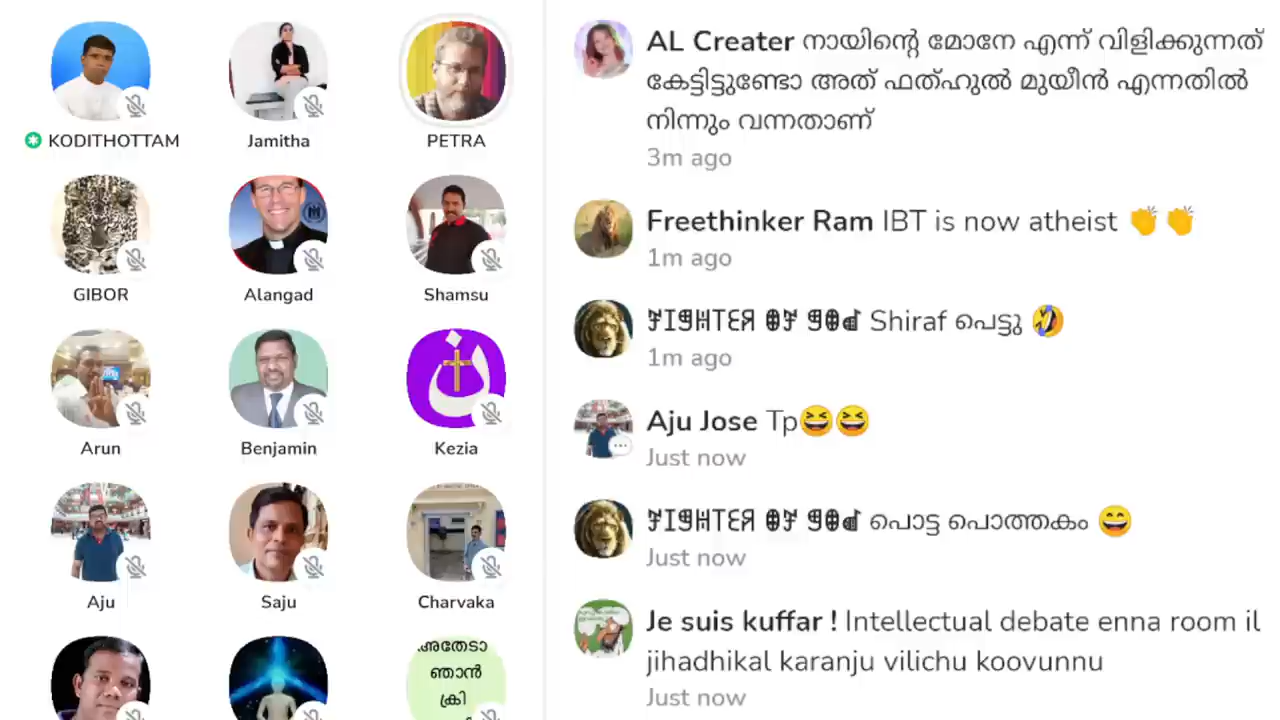 KODITHOTTAM
Jamitha
PETRA
GIBOR
Alangad
Shamsu
Arun
Benjamin
Kezia
Aju
Saju
Charvaka
അതേടാ
ഞാൻ
ക്രി
AL Creater നായിന്റെ മോനേ എന്ന് വിളിക്കുന്നത്
കേട്ടിട്ടുണ്ടോ അത് ഫത്ഹുൽ മുയീൻ എന്നതിൽ
നിന്നും വന്നതാണ്
3m ago
Freethinker Ram IBT is now atheist 👏 👏
1m ago
Shiraf പെട്ടു 🤣
1m ago
Aju Jose Tp😆😆
Just now
പൊട്ട പൊത്തകം 😄
Just now
Je suis kuffar ! Intellectual debate enna room il
jihadhikal karanju vilichu koovunnu
Just now